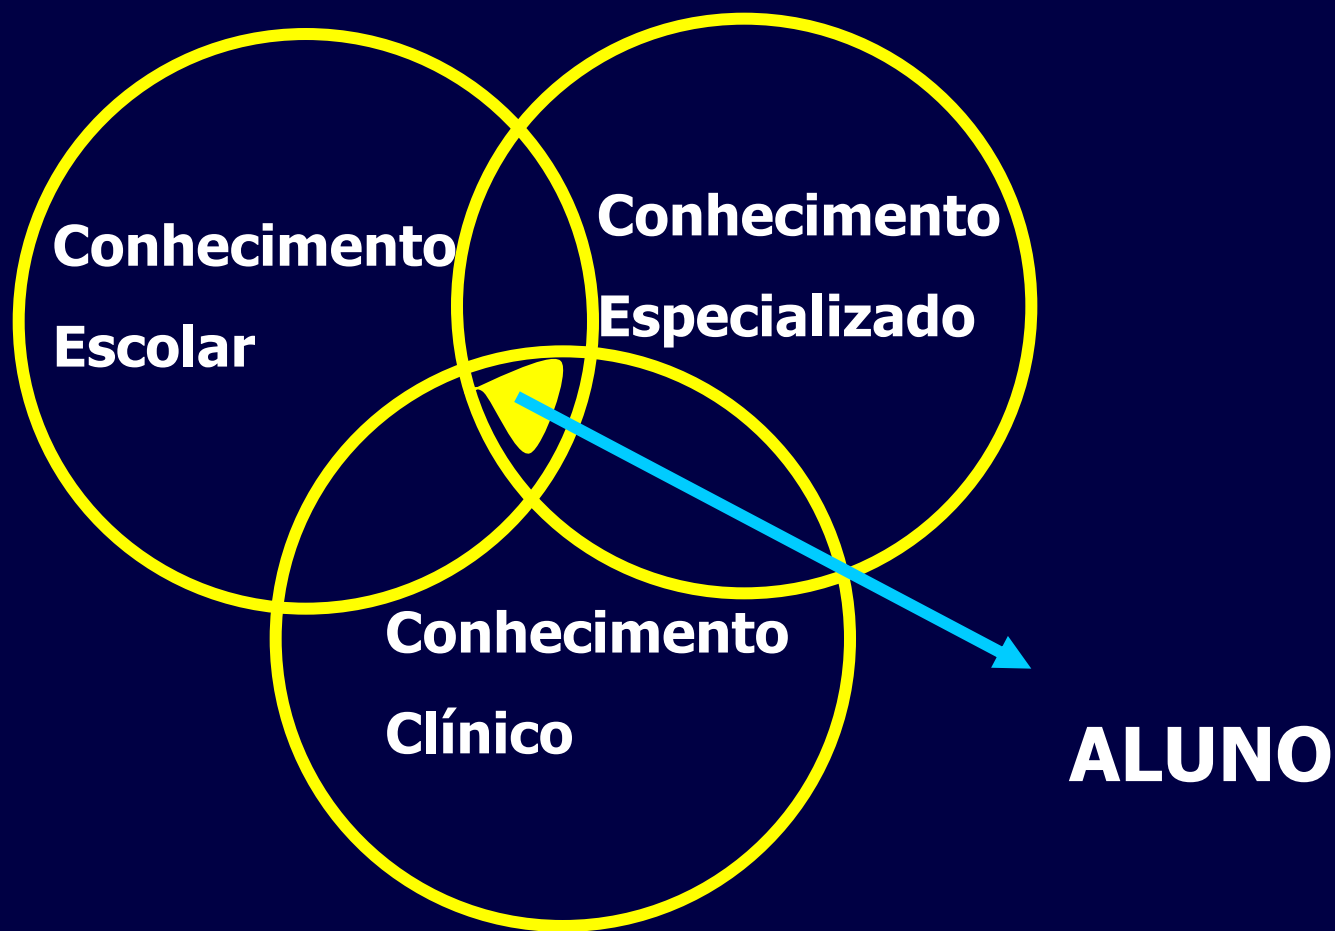 Conhecimento
Escolar
Conhecimento
Especializado
Conhecimento
Clínico
ALUNO